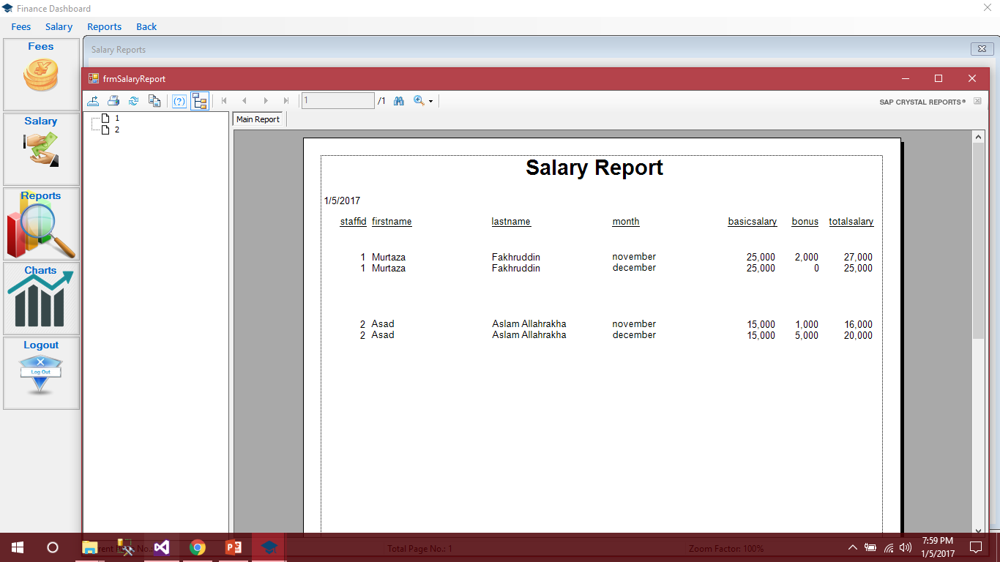 Finance Dashboard
Fees Salary Reports Back
Fees
Salary
Reports
Charts
Logout
Log Out
Salary Reports
frmSalaryReport
1 /1
SAP CRYSTAL REPORTS®
1
2
Main Report
Salary Report
1/5/2017
staffid firstname lastname month basicsalary bonus totalsalary
1 Murtaza Fakhruddin november 25,000 2,000 27,000
1 Murtaza Fakhruddin december 25,000 0 25,000
2 Asad Aslam Allahrakha november 15,000 1,000 16,000
2 Asad Aslam Allahrakha december 15,000 5,000 20,000
No.: Total Page No.: 1 Zoom Factor: 100%
7:59 PM
1/5/2017